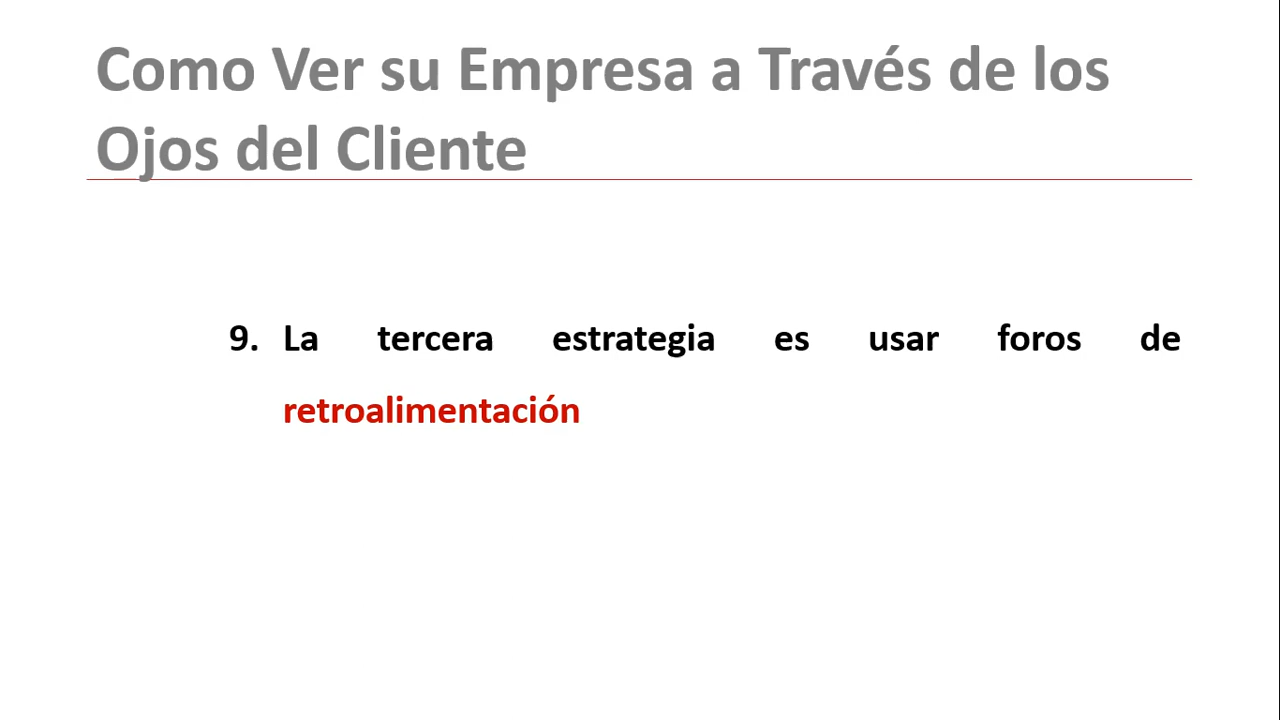 Como Ver su Empresa a Través de los
Ojos del Cliente
9. La tercera estrategia es usar foros de
retroalimentación